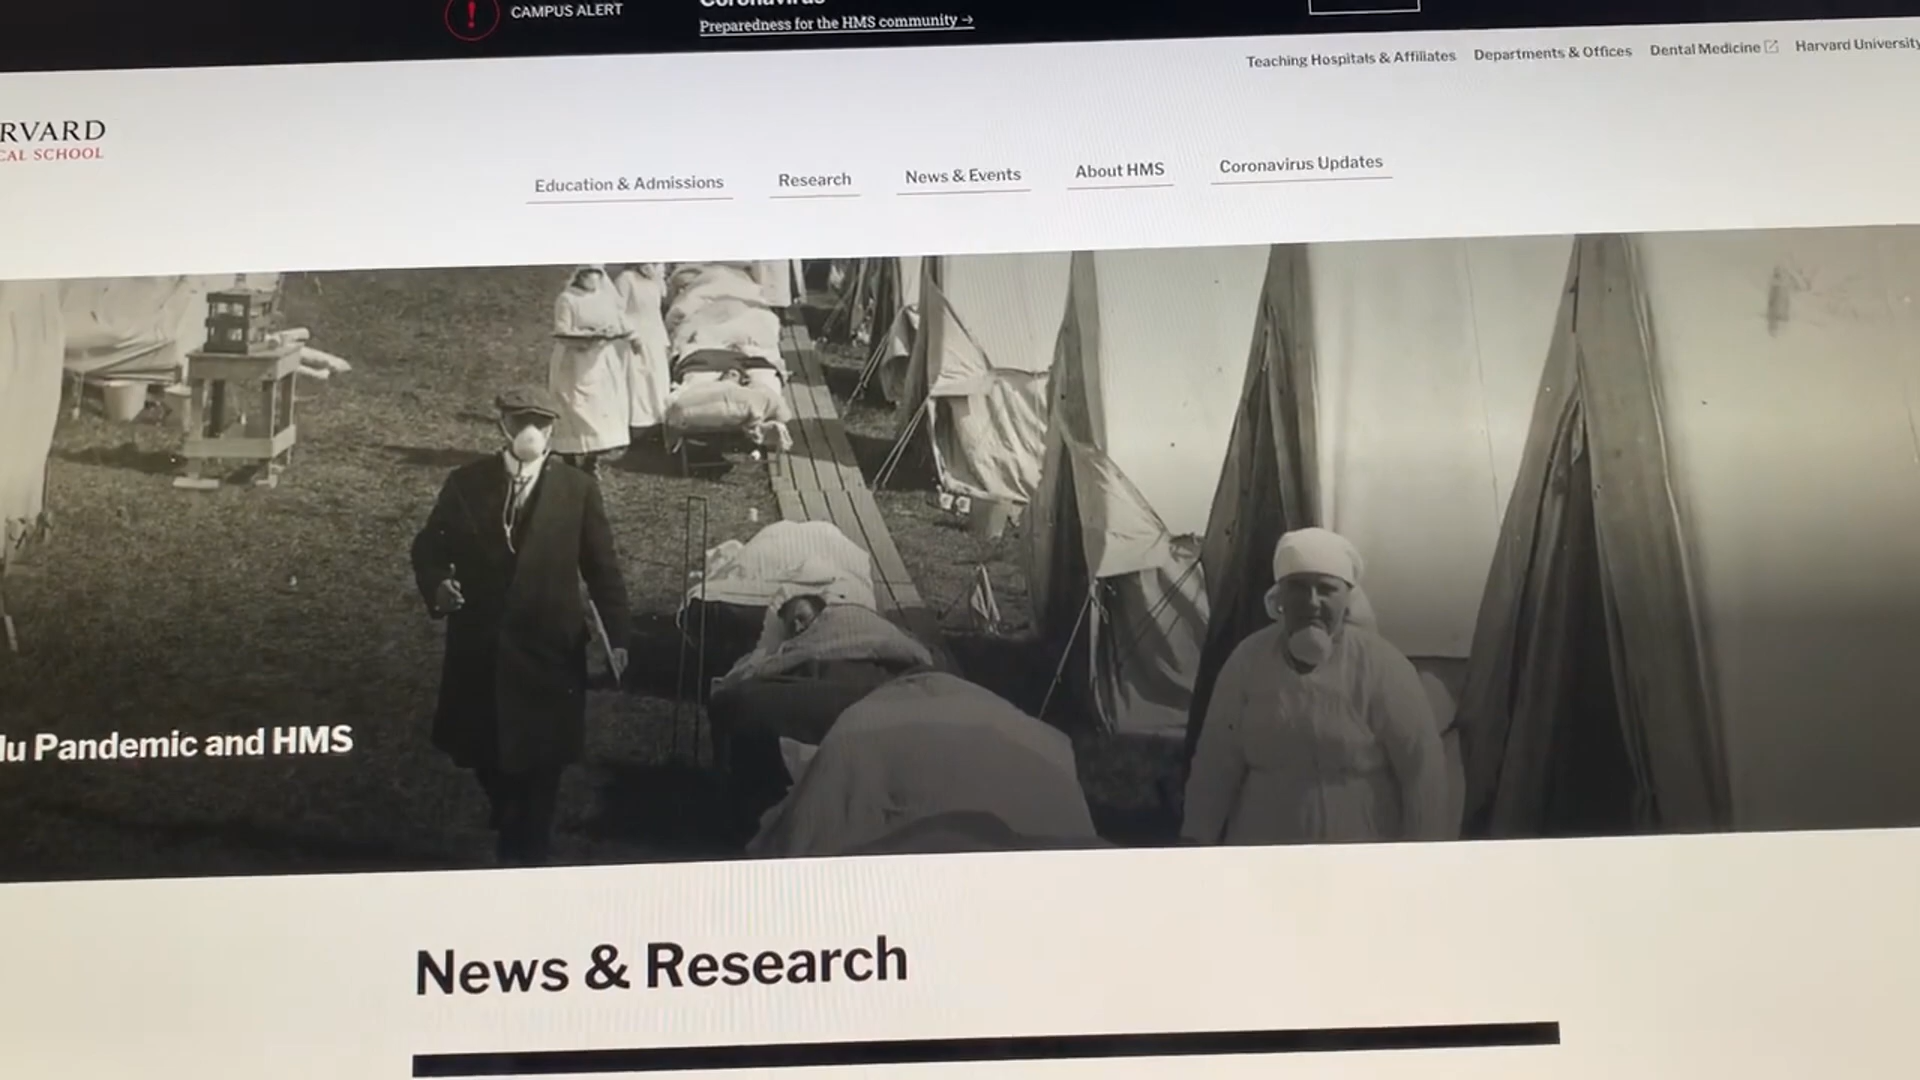 CAMPUS ALERT
Coronavirus
Preparedness for the HMS community →
Teaching Hospitals & Affiliates
Departments & Offices
Dental Medicine
Harvard University
RVARD
CAL SCHOOL
Education & Admissions
Research
News & Events
About HMS
Coronavirus Updates
lu Pandemic and HMS
News & Research